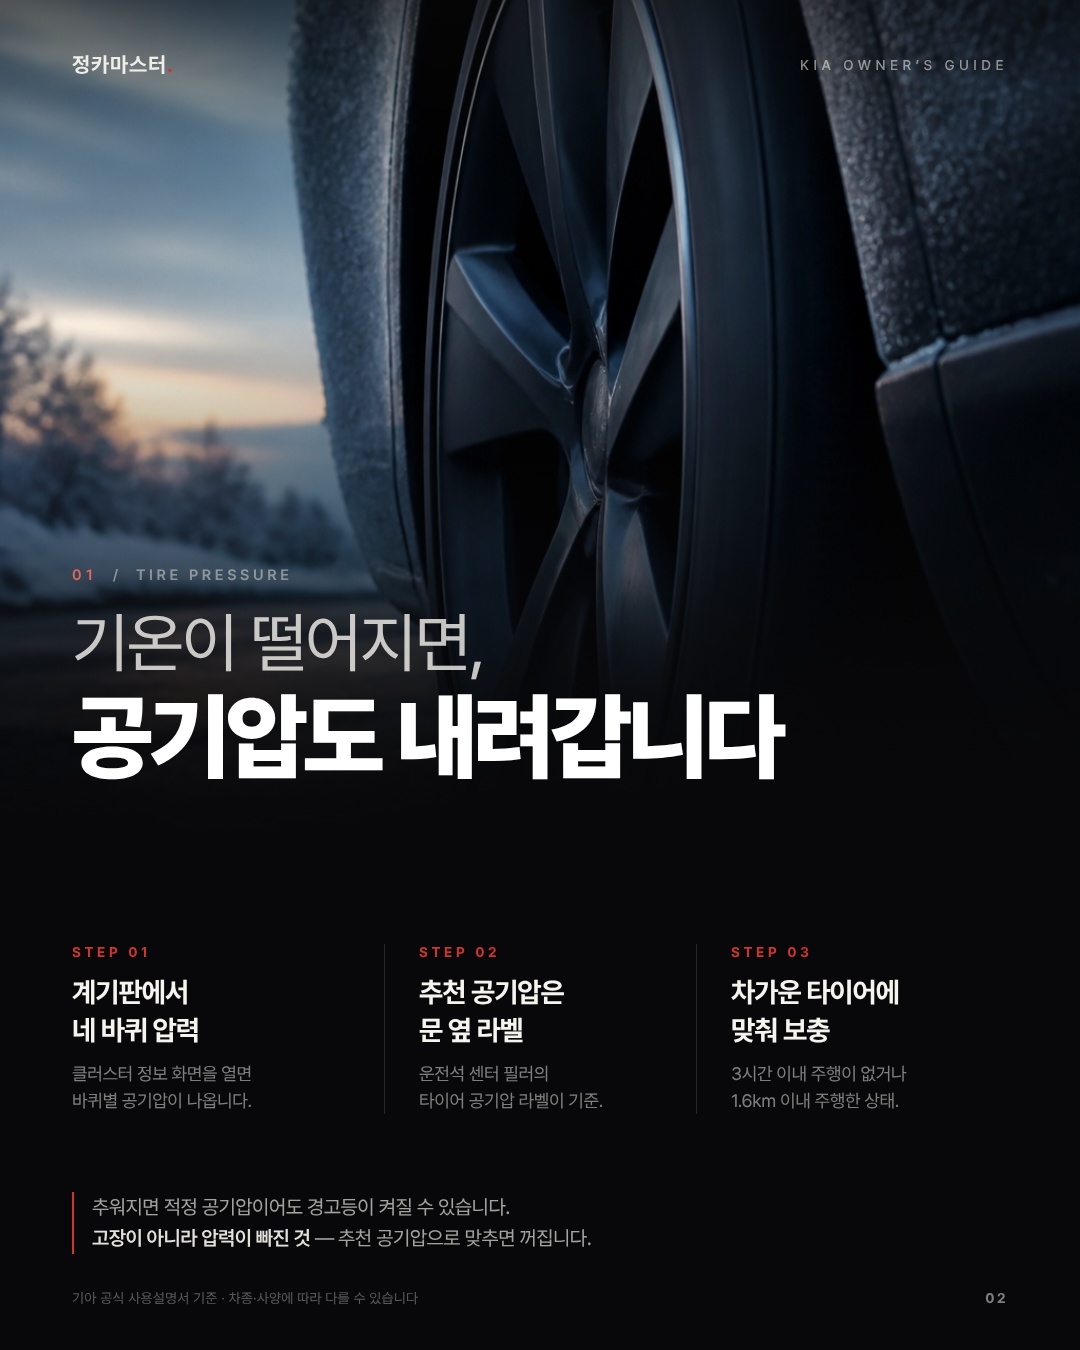 정카마스터.
KIA OWNER'S GUIDE
01 / TIRE PRESSURE
기온이 떨어지면,
공기압도 내려갑니다
STEP 01
계기판에서
네 바퀴 압력
클러스터 정보 화면을 열면
바퀴별 공기압이 나옵니다.
STEP 02
추천 공기압은
문 옆 라벨
운전석 센터 필러의
타이어 공기압 라벨이 기준.
STEP 03
차가운 타이어에
맞춰 보충
3시간 이내 주행이 없거나
1.6km 이내 주행한 상태.
추워지면 적정 공기압이어도 경고등이 켜질 수 있습니다.
고장이 아니라 압력이 빠진 것 — 추천 공기압으로 맞추면 꺼집니다.
기아 공식 사용설명서 기준 · 차종·사양에 따라 다를 수 있습니다
02